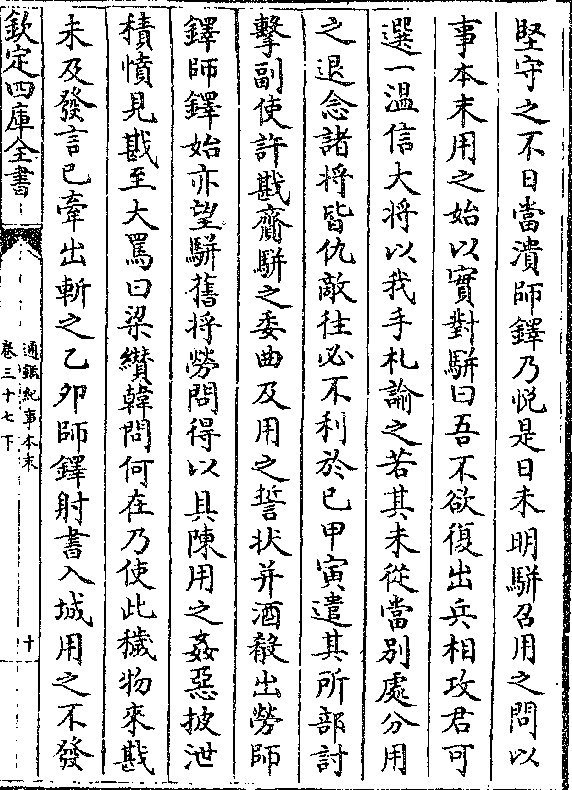 堅守之不日當潰師鐸乃悅是日未明駢召用之問以
事本末用之始以實對駢曰吾不欲復出兵相攻君可
選一温信大将以我手札諭之若其未從當别處分用
之退念諸将皆仇敵往必不利於已甲寅遣其所部討
擊副使許戡齎駢之委曲及用之誓状并酒殽出勞師
鐸師鐸始亦望駢舊将勞問得以具陳用之姦惡披泄
積憤見戡至大罵曰梁纉韓問何在乃使此穢物來戡
未及發言已牽出斬之乙夘師鐸射書入城用之不發
欽定四庫全書
通鑑紀事本末
卷三十七下
十